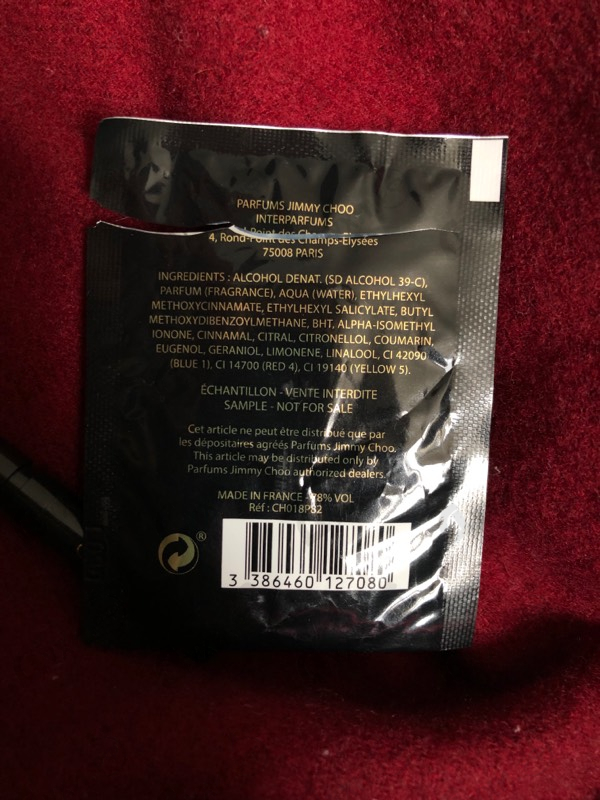 PARFUMS JIMMY CHOO
INTERPARFUMS
4, Rond-Point des Champs-Elysées
75008 PARIS
INGREDIENTS : ALCOHOL DENAT. (SD ALCOHOL 39-C),
PARFUM (FRAGRANCE), AQUA (WATER), ETHYLHEXYL
METHOXYCINNAMATE, ETHYLHEXYL SALICYLATE, BUTYL
METHOXYDIBENZOYLMETHANE, BHT, ALPHA-ISOMETHYL
IONONE, CINNAMAL, CITRAL, CITRONELLOL, COUMARIN,
EUGENOL, GERANIOL, LIMONENE, LINALOOL, CI 42090
(BLUE 1), CI 14700 (RED 4), CI 19140 (YELLOW 5).
ÉCHANTILLON - VENTE INTERDITE
SAMPLE - NOT FOR SALE
Cet article ne peut être distribué que par
les dépositaires agréés Parfums Jimmy Choo.
This article may be distributed only by
Parfums Jimmy Choo authorized dealers.
MADE IN FRANCE - 78% VOL
Réf : CH018P82
®
3 386460 127080